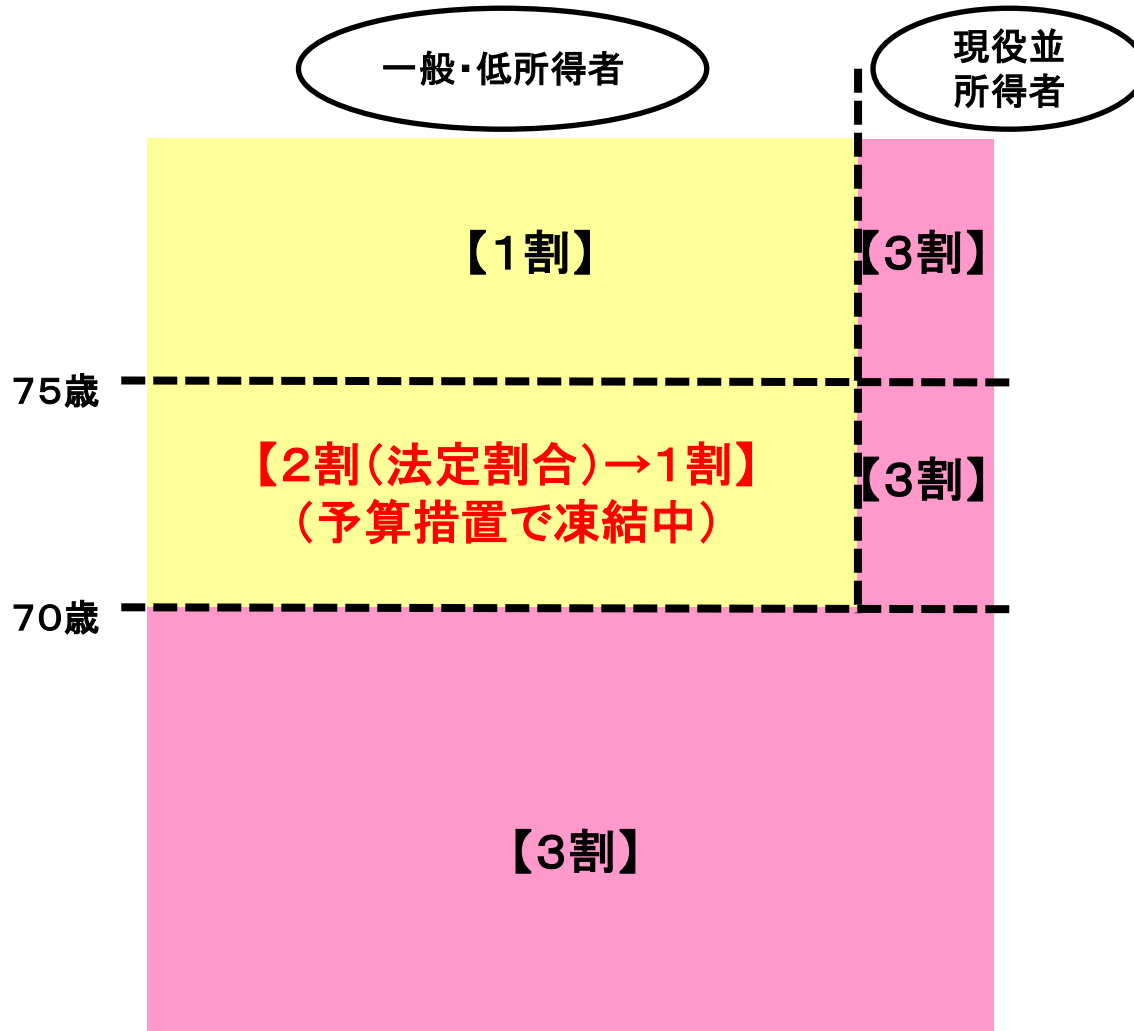 一般・低所得者
現役並
所得者
【1割】
【3割】
75歳
【2割(法定割合)→1割】
(予算措置で凍結中)
【3割】
70歳
【3割】